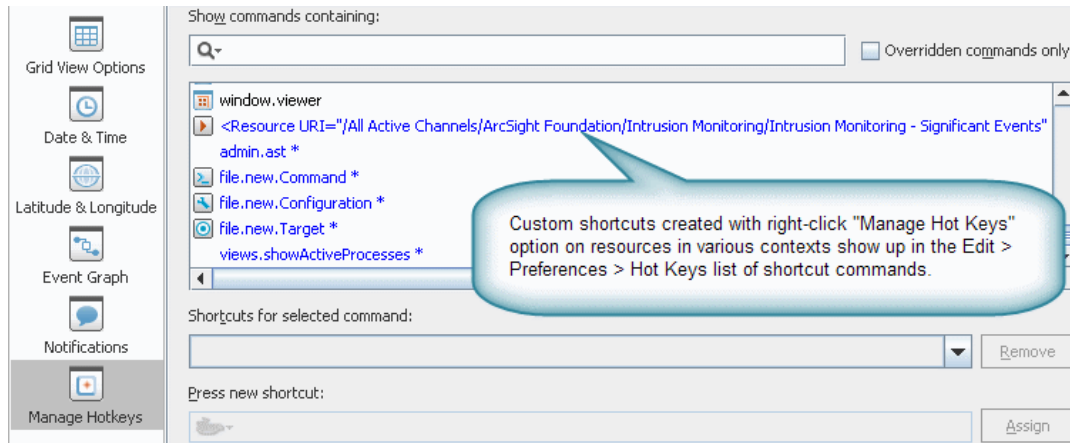 Show commands containing:
Overridden commands only
Grid View Options
Date & Time
Latitude & Longitude
Event Graph
Notifications
Manage Hotkeys
window.viewer
<Resource URI="/All Active Channels/ArcSight Foundation/Intrusion Monitoring/Intrusion Monitoring - Significant Events"
admin.ast *
file.new.Command *
file.new.Configuration *
file.new.Target *
views.showActiveProcesses *
Custom shortcuts created with right-click "Manage Hot Keys"
option on resources in various contexts show up in the Edit >
Preferences > Hot Keys list of shortcut commands.
Shortcuts for selected command:
Remove
Press new shortcut:
Assign